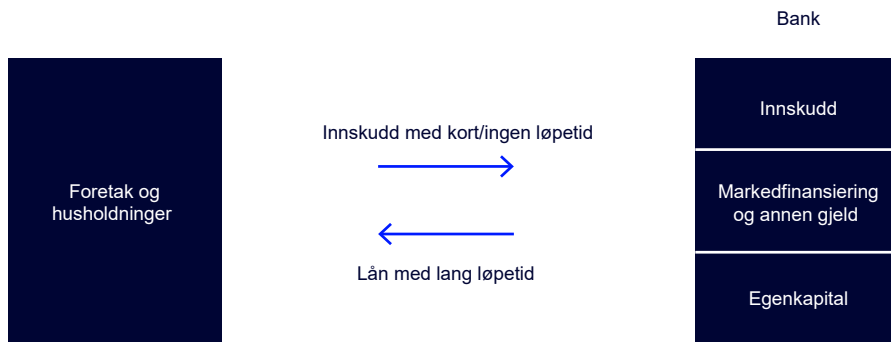 Bank
Innskudd
Innskudd med kort/ingen løpetid
Foretak og
husholdninger
Markedfinansiering
og annen gjeld
Lån med lang løpetid
Egenkapital